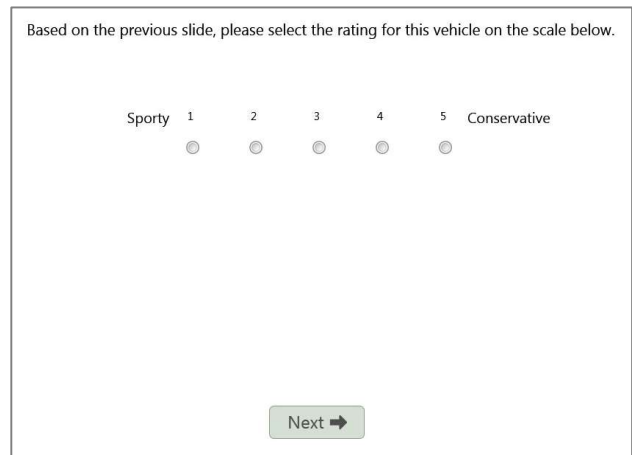 Based on the previous slide, please select the rating for this vehicle on the scale below.
Sporty 1 2 3 4 5 Conservative
Next